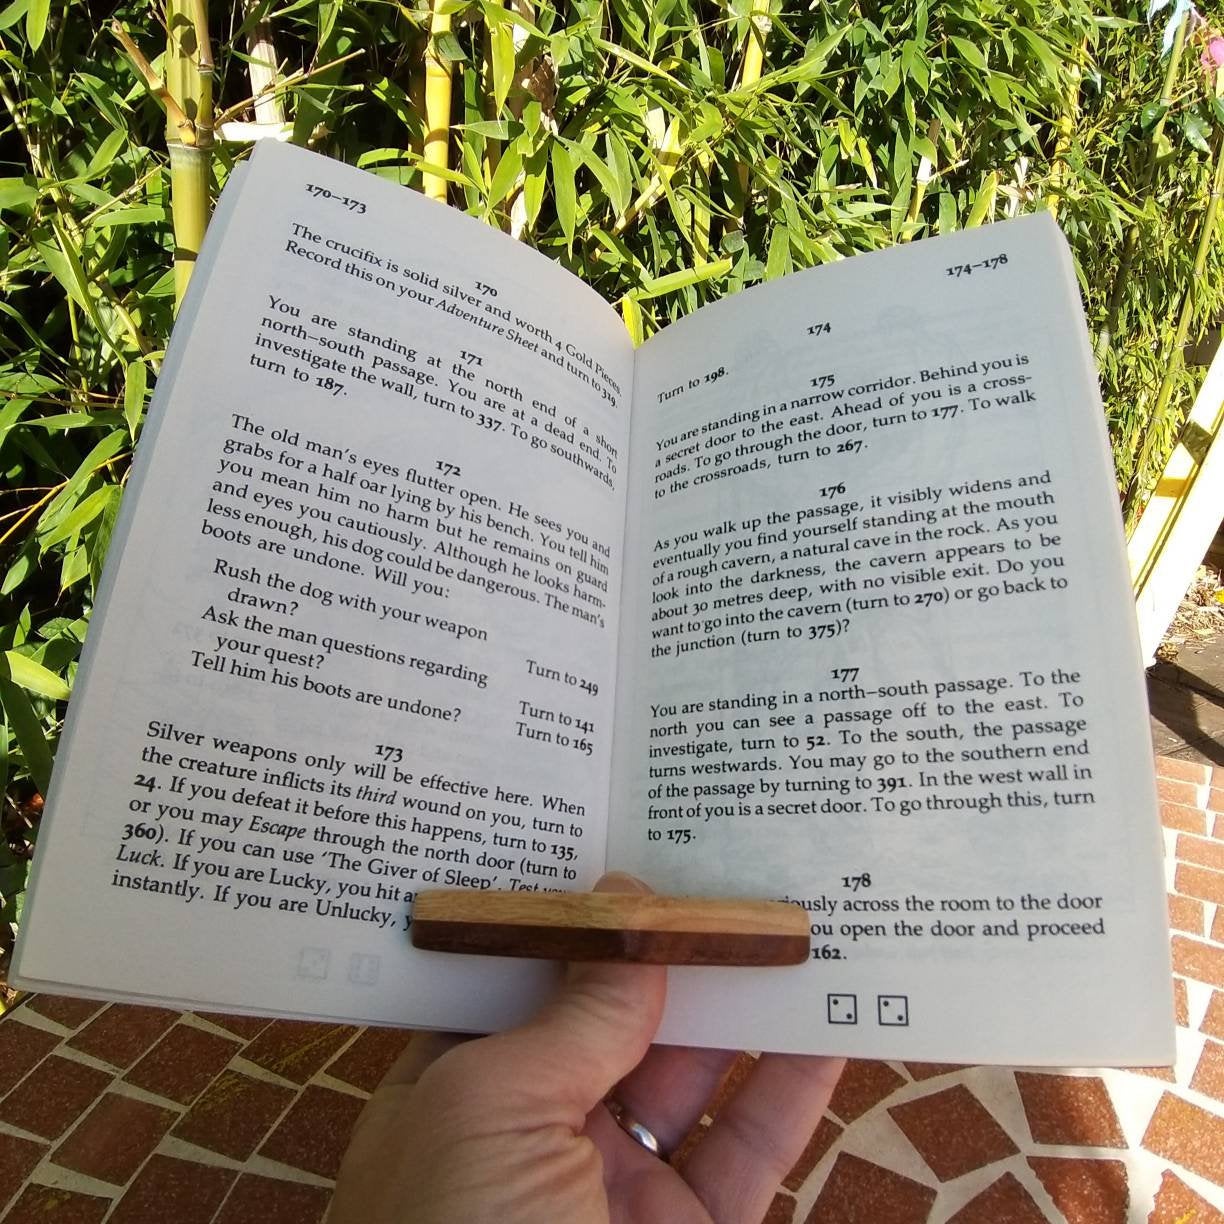 170–173
170
The crucifix is solid silver and worth 4 Gold Pieces.
Record this on your Adventure Sheet and turn to 319.
171
You are standing at the north end of a short
north–south passage. You are at a dead end. To
investigate the wall, turn to 337. To go southwards,
turn to 187.
172
The old man's eyes flutter open. He sees you and
grabs for a half oar lying by his bench. You tell him
you mean him no harm but he remains on guard
and eyes you cautiously. Although he looks harm-
less enough, his dog could be dangerous. The man's
boots are undone. Will you:
Rush the dog with your weapon
drawn? Turn to 249
Ask the man questions regarding
your quest? Turn to 141
Tell him his boots are undone? Turn to 165
173
Silver weapons only will be effective here. When
the creature inflicts its third wound on you, turn to
24. If you defeat it before this happens, turn to 135,
or you may Escape through the north door (turn to
360). If you can use 'The Giver of Sleep', Test
Luck. If you are Lucky, you hit
instantly. If you are Unlucky,
174–178
174
Turn to 198.
175
You are standing in a narrow corridor. Behind you is
a secret door to the east. Ahead of you is a cross-
roads. To go through the door, turn to 177. To walk
to the crossroads, turn to 267.
176
As you walk up the passage, it visibly widens and
eventually you find yourself standing at the mouth
of a rough cavern, a natural cave in the rock. As you
look into the darkness, the cavern appears to be
about 30 metres deep, with no visible exit. Do you
want to go into the cavern (turn to 270) or go back to
the junction (turn to 375)?
177
You are standing in a north–south passage. To the
north you can see a passage off to the east. To
investigate, turn to 52. To the south, the passage
turns westwards. You may go to the southern end
of the passage by turning to 391. In the west wall in
front of you is a secret door. To go through this, turn
to 175.
178
across the room to the door
you open the door and proceed
162.